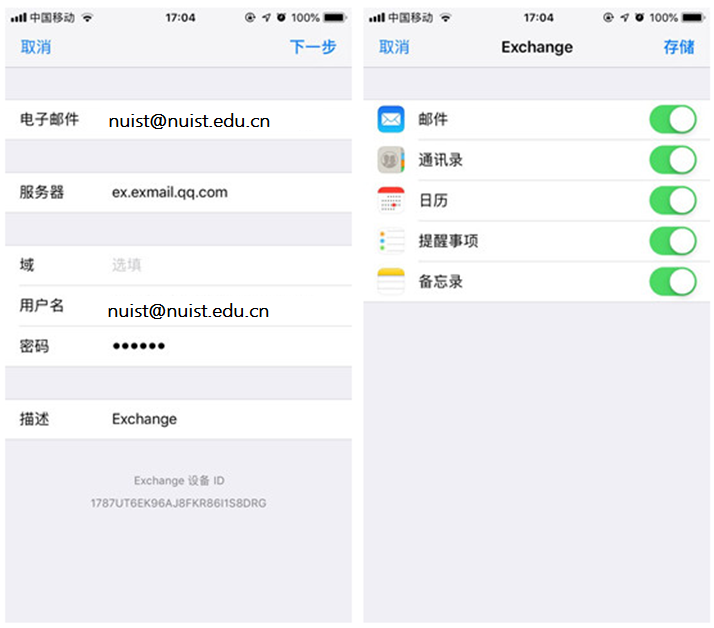 中国移动 17:04 100%
取消 下一步
电子邮件 nuist@nuist.edu.cn
服务器 ex.exmail.qq.com
域 选填
用户名 nuist@nuist.edu.cn
密码 ●●●●●●
描述 Exchange
Exchange 设备 ID
1787UT6EK96AJ8FKR86I1S8DRG
中国移动 17:04 100%
取消 Exchange 存储
邮件
通讯录
日历
提醒事项
备忘录